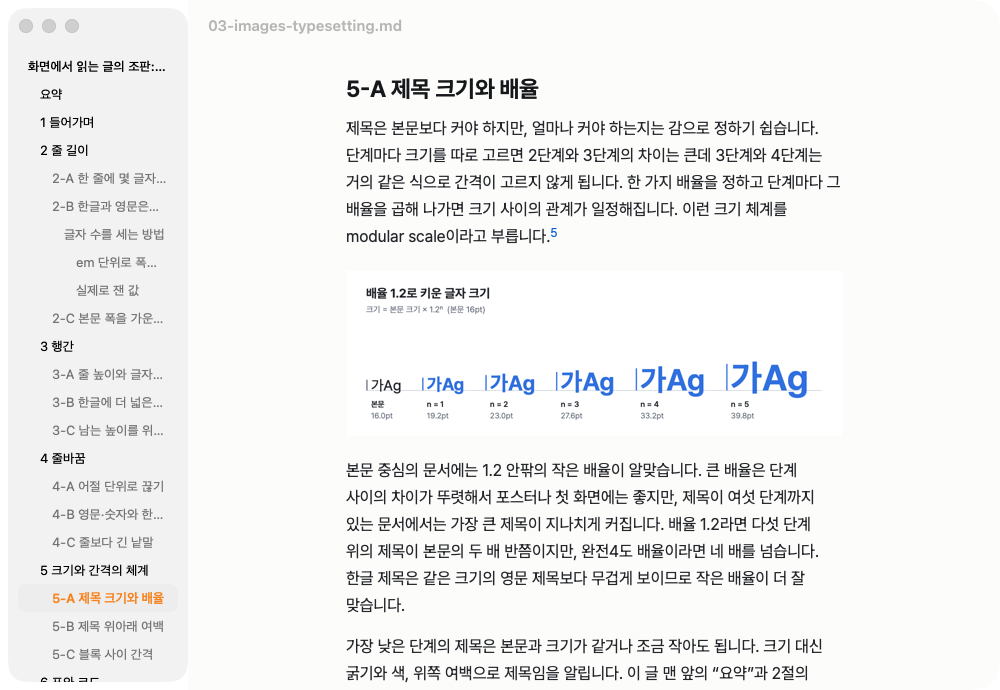 03-images-typesetting.md
화면에서 읽는 글의 조판:...
요약
1 들어가며
2 줄 길이
2-A 한 줄에 몇 글자...
2-B 한글과 영문은...
글자 수를 세는 방법
em 단위로 폭...
실제로 잰 값
2-C 본문 폭을 가운...
3 행간
3-A 줄 높이와 글자...
3-B 한글에 더 넓은...
3-C 남는 높이를 위...
4 줄바꿈
4-A 어절 단위로 끊기
4-B 영문·숫자와 한...
4-C 줄보다 긴 낱말
5 크기와 간격의 체계
5-A 제목 크기와 배율
5-B 제목 위아래 여백
5-C 블록 사이 간격
5-A 제목 크기와 배율
제목은 본문보다 커야 하지만, 얼마나 커야 하는지는 감으로 정하기 쉽습니다.
단계마다 크기를 따로 고르면 2단계와 3단계의 차이는 큰데 3단계와 4단계는
거의 같은 식으로 간격이 고르지 않게 됩니다. 한 가지 배율을 정하고 단계마다 그
배율을 곱해 나가면 크기 사이의 관계가 일정해집니다. 이런 크기 체계를
modular scale이라고 부릅니다.5
배율 1.2로 키운 글자 크기
크기 = 본문 크기 × 1.2ⁿ (본문 16pt)
가Ag 가Ag 가Ag 가Ag 가Ag 가Ag
본문 n = 1 n = 2 n = 3 n = 4 n = 5
16.0pt 19.2pt 23.0pt 27.6pt 33.2pt 39.8pt
본문 중심의 문서에는 1.2 안팎의 작은 배율이 알맞습니다. 큰 배율은 단계
사이의 차이가 뚜렷해서 포스터나 첫 화면에는 좋지만, 제목이 여섯 단계까지
있는 문서에서는 가장 큰 제목이 지나치게 커집니다. 배율 1.2라면 다섯 단계
위의 제목이 본문의 두 배 반쯤이지만, 완전4도 배율이라면 네 배를 넘습니다.
한글 제목은 같은 크기의 영문 제목보다 무겁게 보이므로 작은 배율이 더 잘
맞습니다.
가장 낮은 단계의 제목은 본문과 크기가 같거나 조금 작아도 됩니다. 크기 대신
굵기와 색, 위쪽 여백으로 제목임을 알립니다. 이 글 맨 앞의 “요약”과 2절의